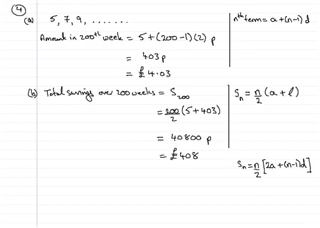 4
(a) 5, 7, 9, .......
nth term = a + (n-1) d
Amount in 200th week = 5 + (200 - 1)(2) p
= 403 p
= £4.03
(b) Total savings over 200 weeks = S200
Sn = n/2 (a + l)
= 200/2 (5 + 403)
= 40800 p
= £408
Sn = n/2 [2a + (n-1)d]